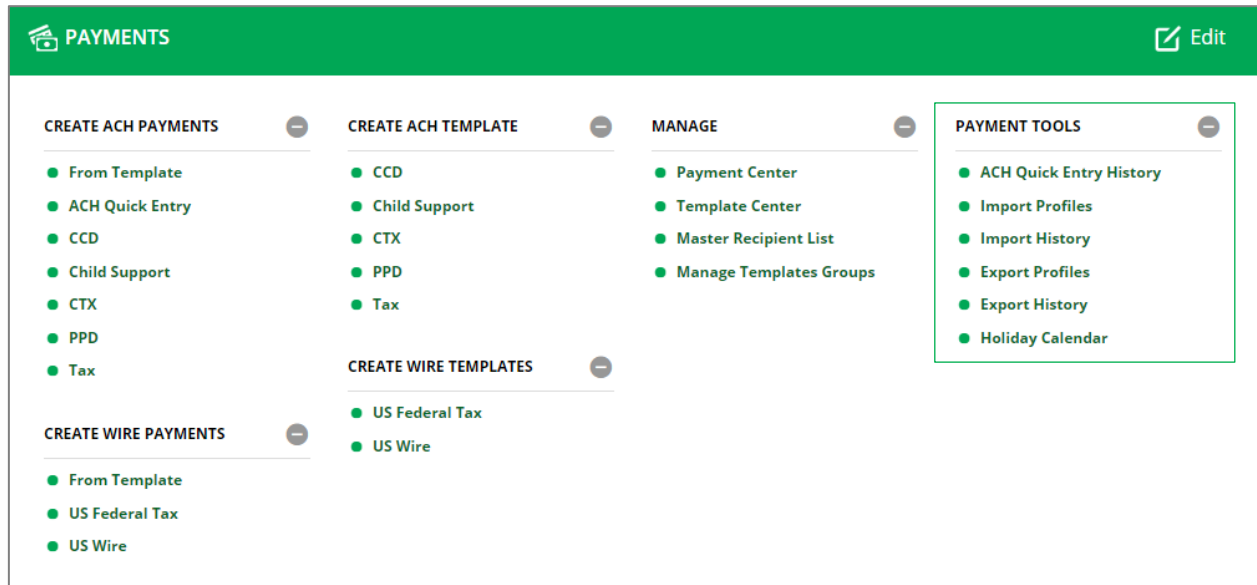 PAYMENTS
Edit
CREATE ACH PAYMENTS
From Template
ACH Quick Entry
CCD
Child Support
CTX
PPD
Tax
CREATE WIRE PAYMENTS
From Template
US Federal Tax
US Wire
CREATE ACH TEMPLATE
CCD
Child Support
CTX
PPD
Tax
CREATE WIRE TEMPLATES
US Federal Tax
US Wire
MANAGE
Payment Center
Template Center
Master Recipient List
Manage Templates Groups
PAYMENT TOOLS
ACH Quick Entry History
Import Profiles
Import History
Export Profiles
Export History
Holiday Calendar